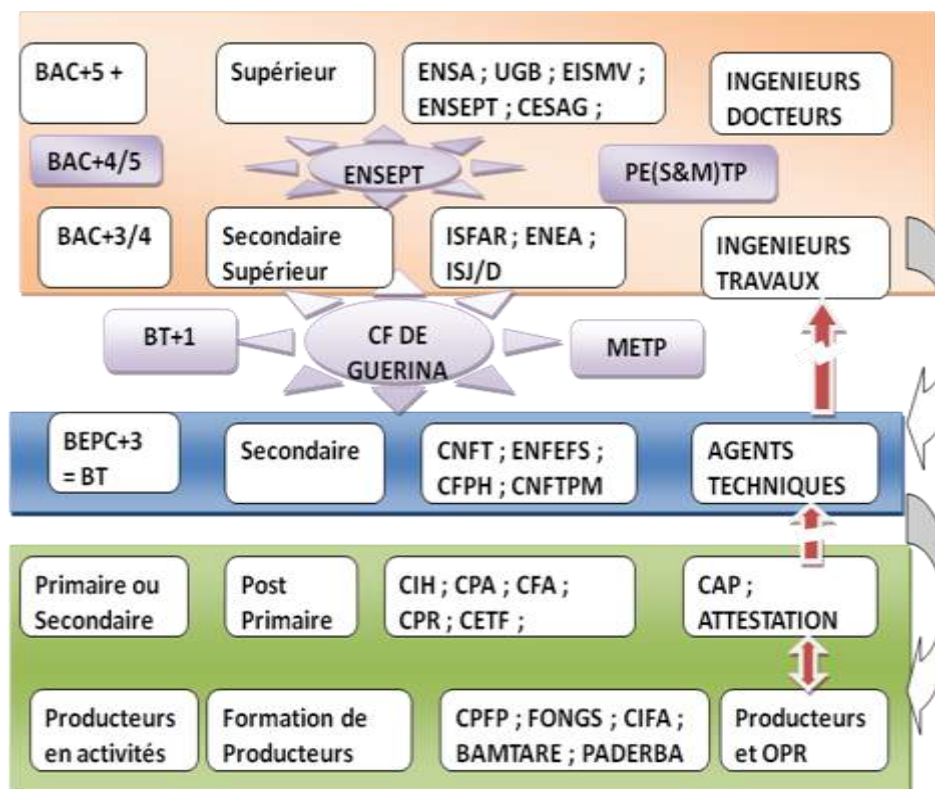 BAC+5 +
Supérieur
ENSA ; UGB ; EISMV ;
ENSEPT ; CESAG ;
INGENIEURS
DOCTEURS
BAC+4/5
ENSEPT
PE(S&M)TP
BAC+3/4
Secondaire
Supérieur
ISFAR ; ENEA ;
ISJ/D
INGENIEURS
TRAVAUX
BT+1
CF DE
GUERINA
METP
BEPC+3
= BT
Secondaire
CNFT ; ENFEFS ;
CFPH ; CNFTPM
AGENTS
TECHNIQUES
Primaire ou
Secondaire
Post
Primaire
CIH ; CPA ; CFA ;
CPR ; CETF ;
CAP ;
ATTESTATION
Producteurs
en activités
Formation de
Producteurs
CPFP ; FONGS ; CIFA ;
BAMTARE ; PADERBA
Producteurs
et OPR